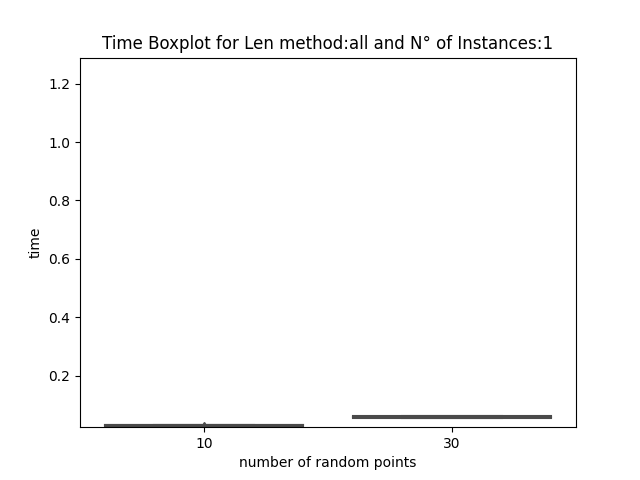 Time Boxplot for Len method:all and N° of Instances:1
1.2
1.0
0.8
0.6
0.4
0.2
time
10 30
number of random points